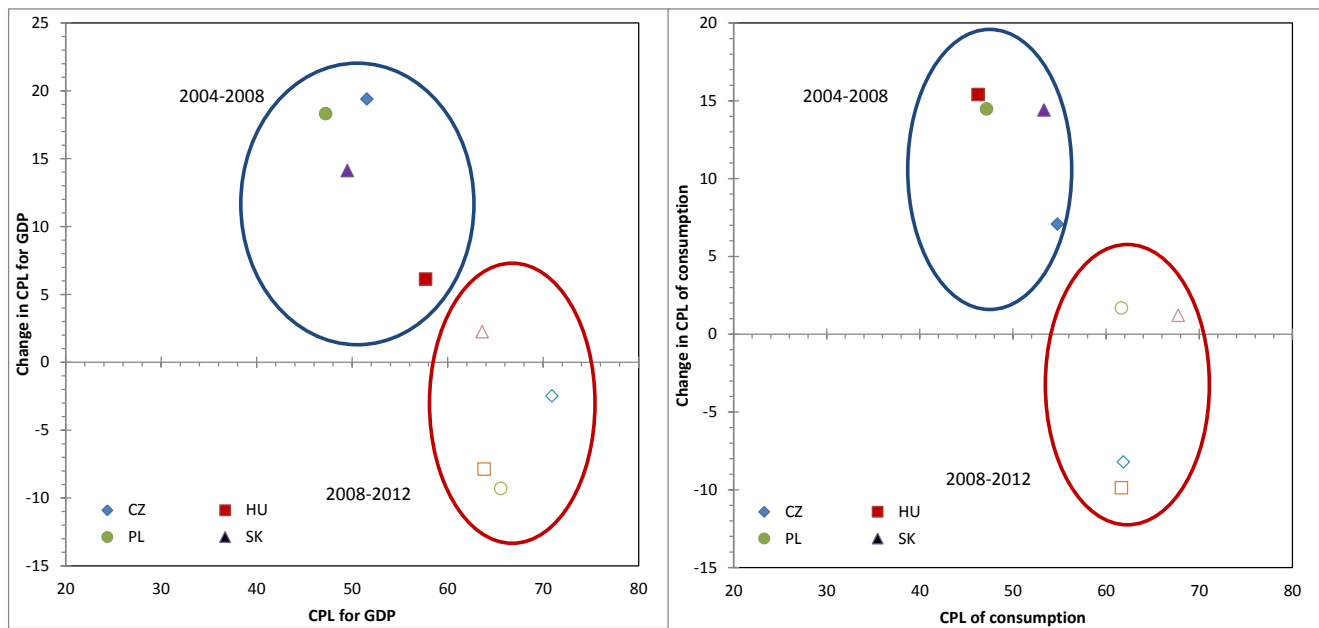 25
20
15
10
5
0
-5
-10
-15
20 30 40 50 60 70 80
Change in CPL for GDP
CPL for GDP
2004-2008
2008-2012
CZ HU
PL SK
20
15
10
5
0
-5
-10
-15
20 30 40 50 60 70 80
Change in CPL of consumption
CPL of consumption
2004-2008
2008-2012
CZ HU
PL SK